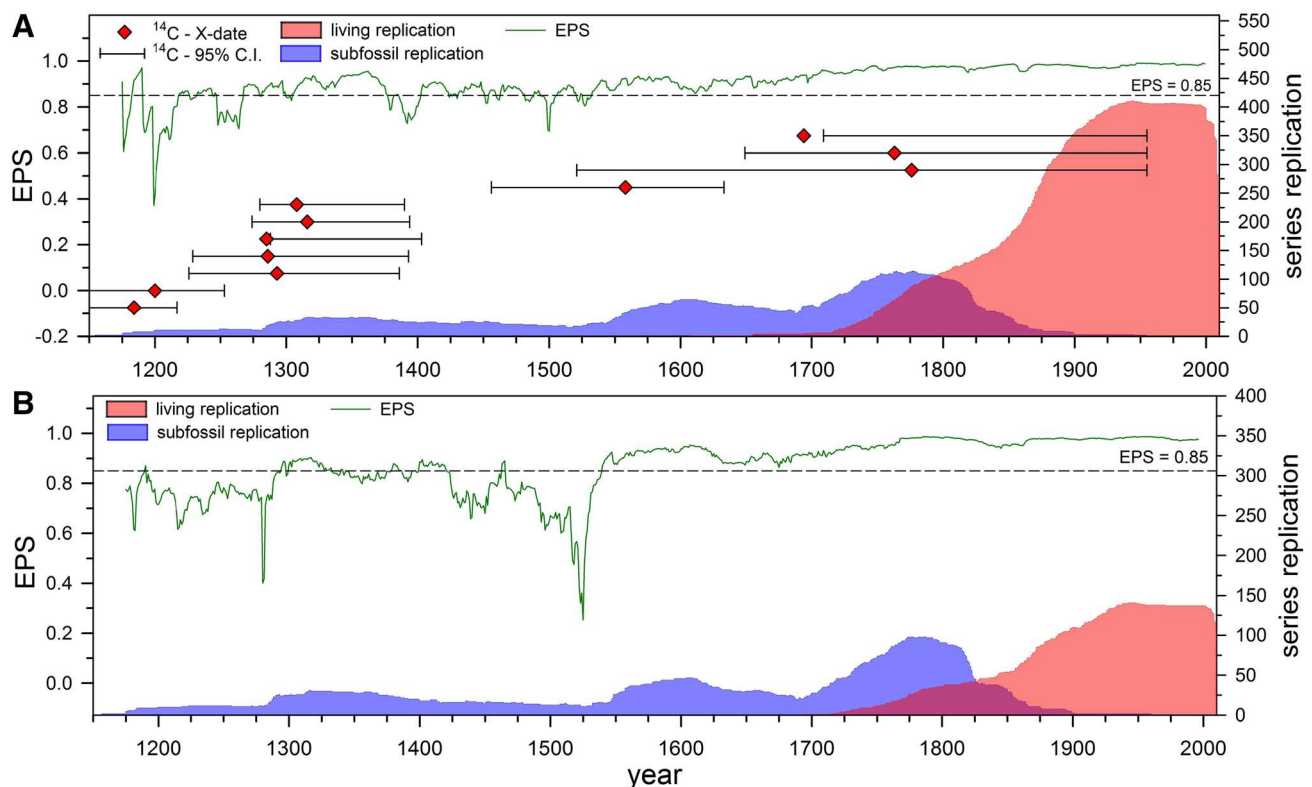 A
¹⁴C - X-date
¹⁴C - 95% C.I.
living replication
subfossil replication
EPS
EPS = 0.85
EPS
1.0
0.8
0.6
0.4
0.2
0.0
-0.2
550
500
450
400
350
300
250
200
150
100
50
0
series replication
1200 1300 1400 1500 1600 1700 1800 1900 2000
B
living replication
subfossil replication
EPS
EPS = 0.85
EPS
1.0
0.8
0.6
0.4
0.2
0.0
400
350
300
250
200
150
100
50
0
series replication
1200 1300 1400 1500 1600 1700 1800 1900 2000
year